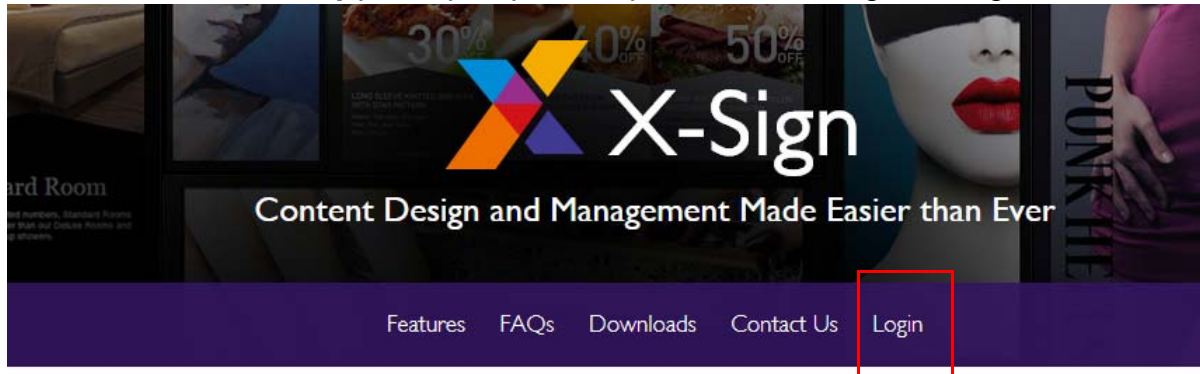 30%
40%
50%
OFF
OFF
X-Sign
ard Room
Content Design and Management Made Easier than Ever
PUNK THE
Features FAQs Downloads Contact Us Login